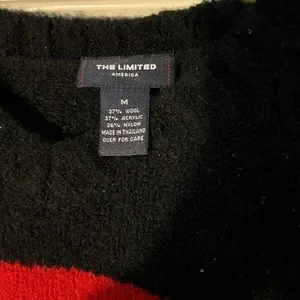 THE LIMITED
AMERICA
M
37% WOOL
37% ACRYLIC
26% NYLON
MADE IN THAILAND
OVER FOR CARE